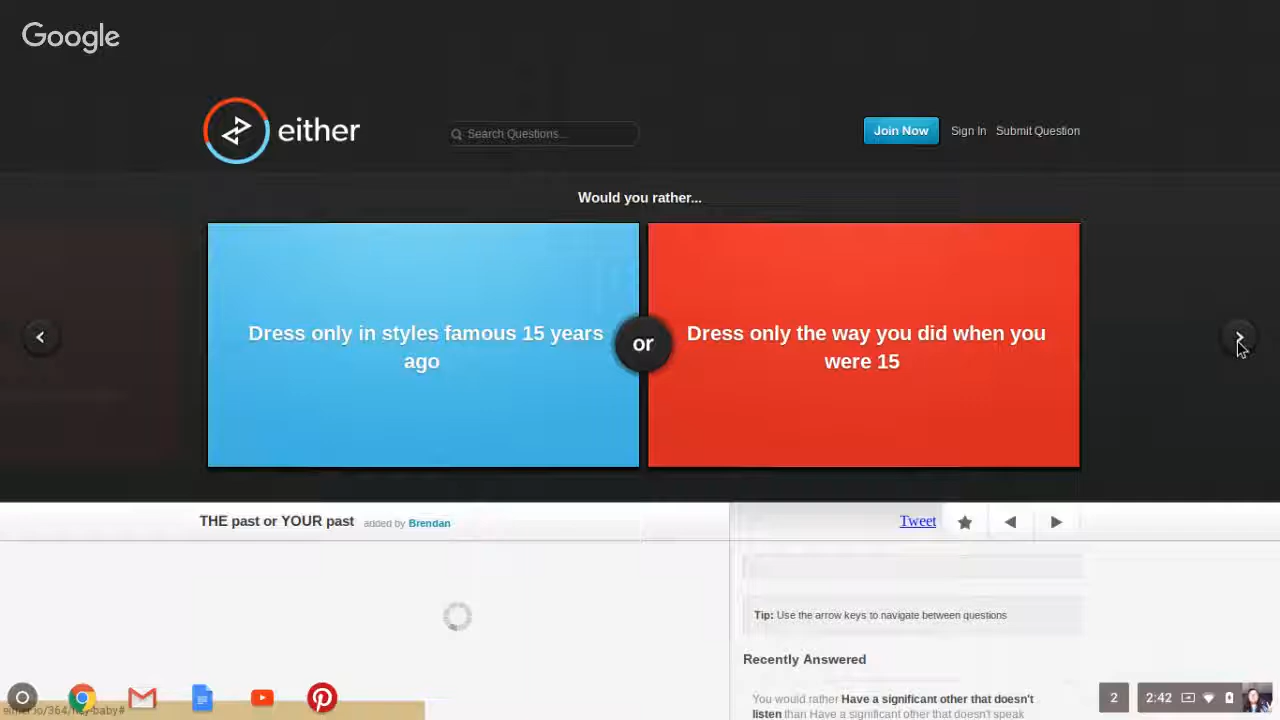 Google
either
Search Questions...
Join Now
Sign In
Submit Question
Would you rather...
Dress only in styles famous 15 years
ago
or
Dress only the way you did when you
were 15
THE past or YOUR past added by Brendan
Tweet
Tip: Use the arrow keys to navigate between questions
Recently Answered
You would rather Have a significant other that doesn't
listen than Have a significant other that doesn't speak
2
2:42